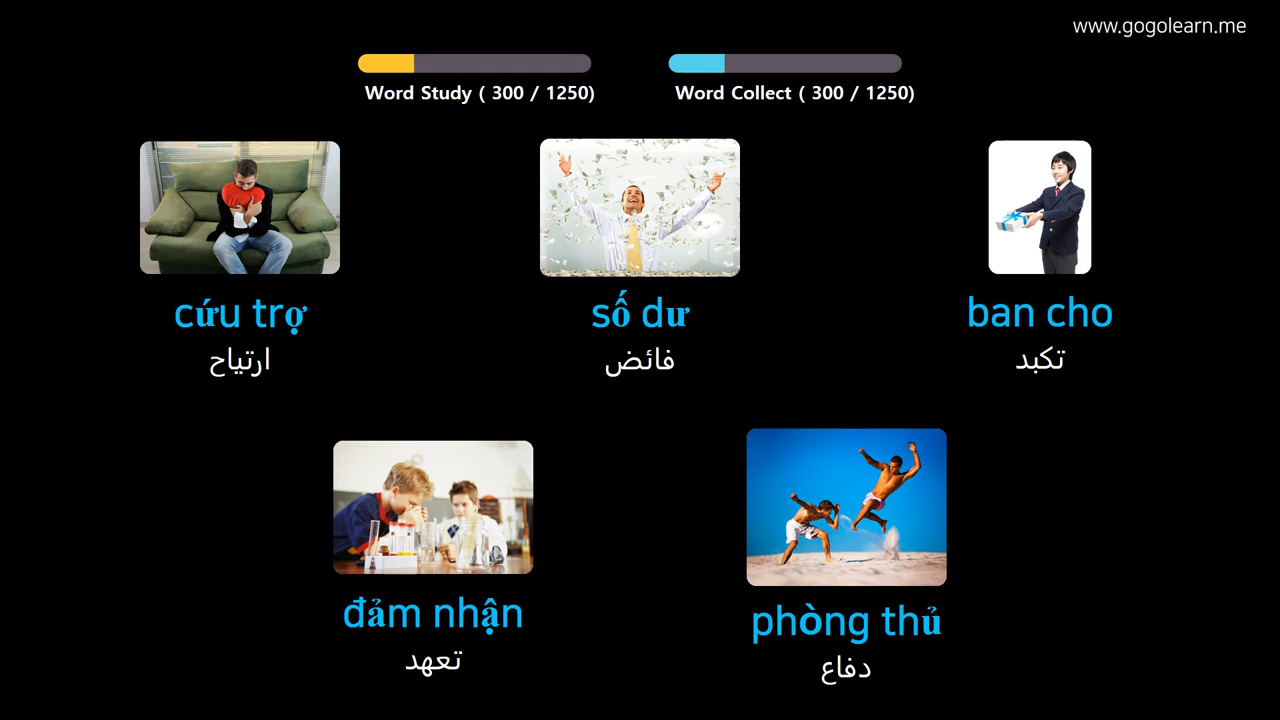 www.gogolearn.me
Word Study ( 300 / 1250)
Word Collect ( 300 / 1250)
cứu trợ
ارتياح
số dư
فائض
ban cho
تكبد
đảm nhận
تعهد
phòng thủ
دفاع